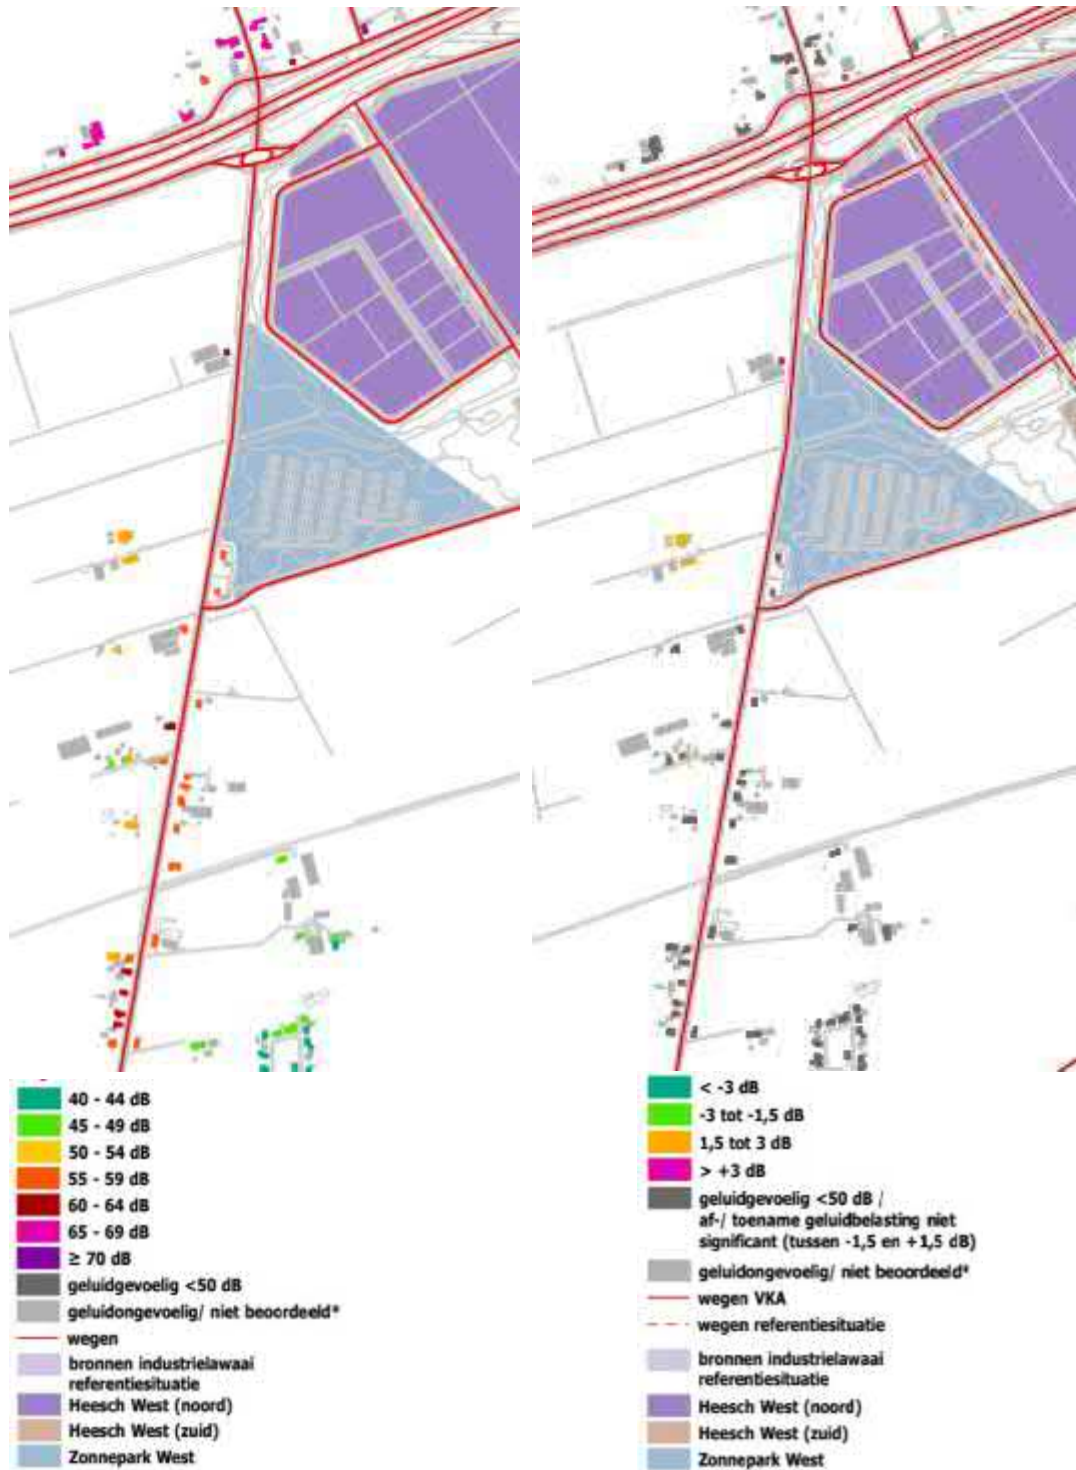 40 - 44 dB
45 - 49 dB
50 - 54 dB
55 - 59 dB
60 - 64 dB
65 - 69 dB
≥ 70 dB
geluidgevoelig <50 dB
geluidongevoelig/ niet beoordeeld*
wegen
bronnen industrielawaai
referentiesituatie
Heesch West (noord)
Heesch West (zuid)
Zonnepark West
< -3 dB
-3 tot -1,5 dB
1,5 tot 3 dB
> +3 dB
geluidgevoelig <50 dB /
af-/ toename geluidbelasting niet
significant (tussen -1,5 en +1,5 dB)
geluidongevoelig/ niet beoordeeld*
wegen VKA
wegen referentiesituatie
bronnen industrielawaai
referentiesituatie
Heesch West (noord)
Heesch West (zuid)
Zonnepark West